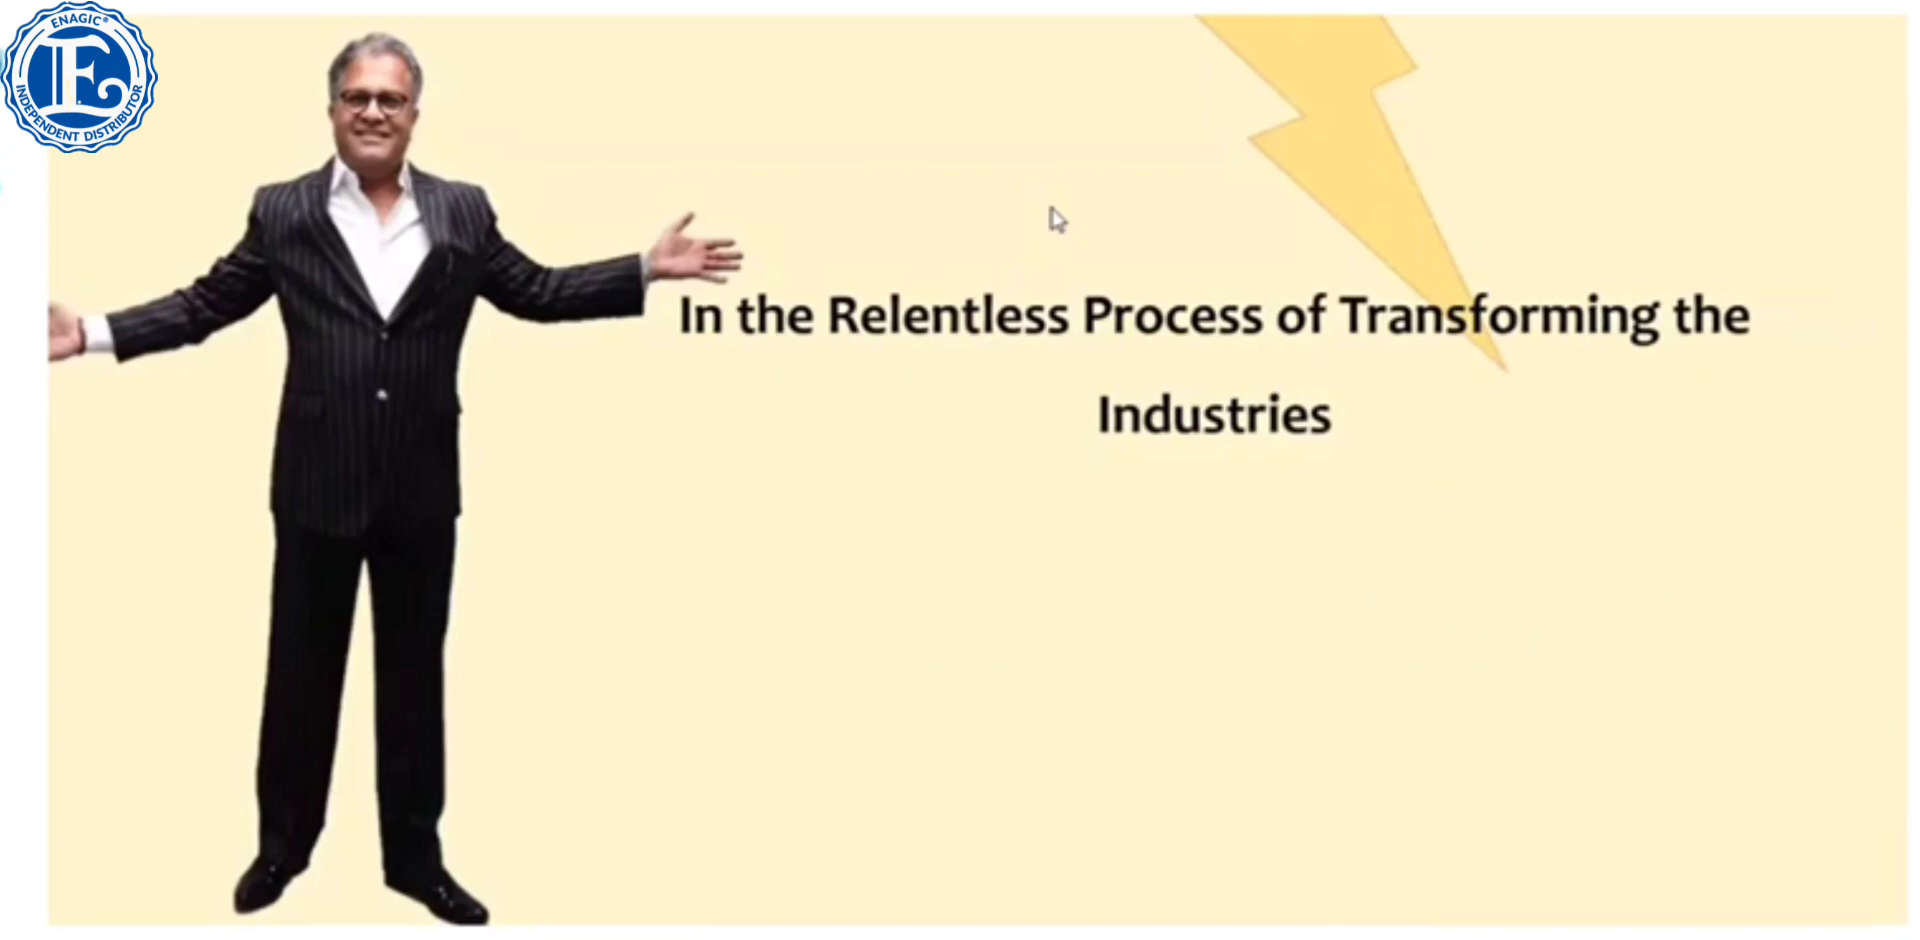 ENAGIC®
E
INDEPENDENT DISTRIBUTOR
In the Relentless Process of Transforming the
Industries